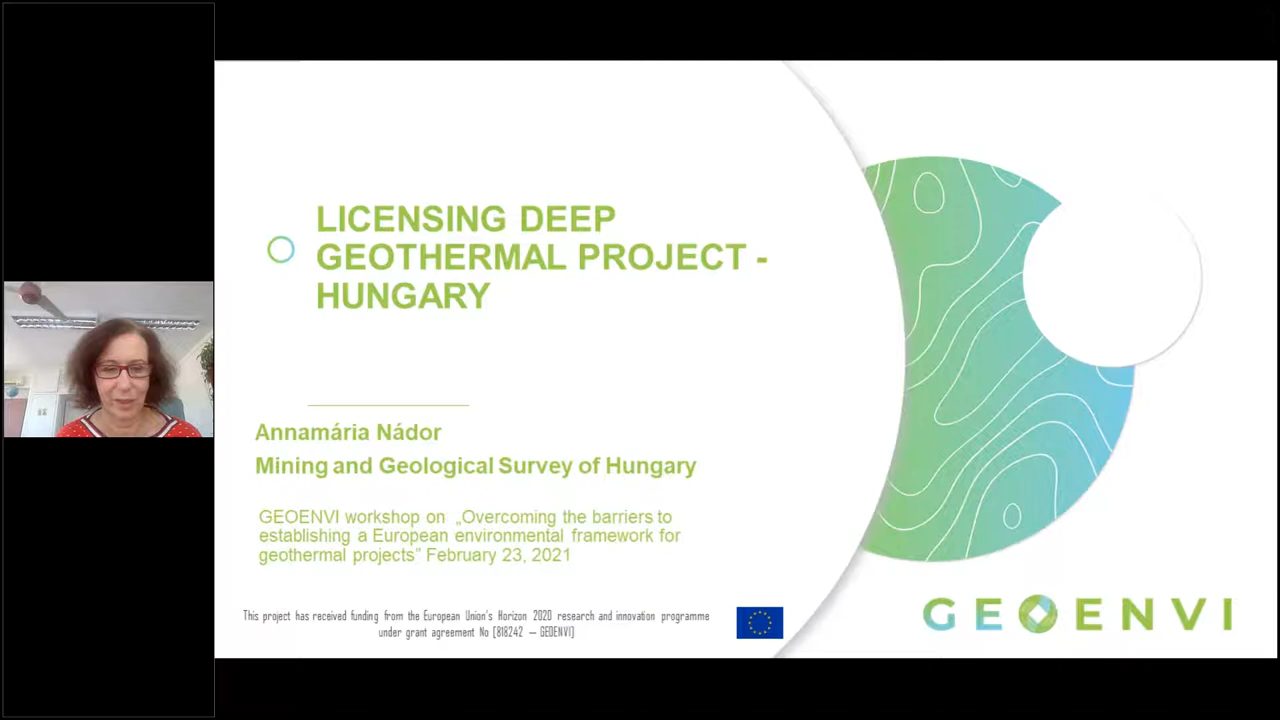 LICENSING DEEP
GEOTHERMAL PROJECT -
HUNGARY
Annamária Nádor
Mining and Geological Survey of Hungary
GEOENVI workshop on „Overcoming the barriers to
establishing a European environmental framework for
geothermal projects” February 23, 2021
This project has received funding from the European Union's Horizon 2020 research and innovation programme
under grant agreement No [818242 – GEOENVI]
GEOENVI